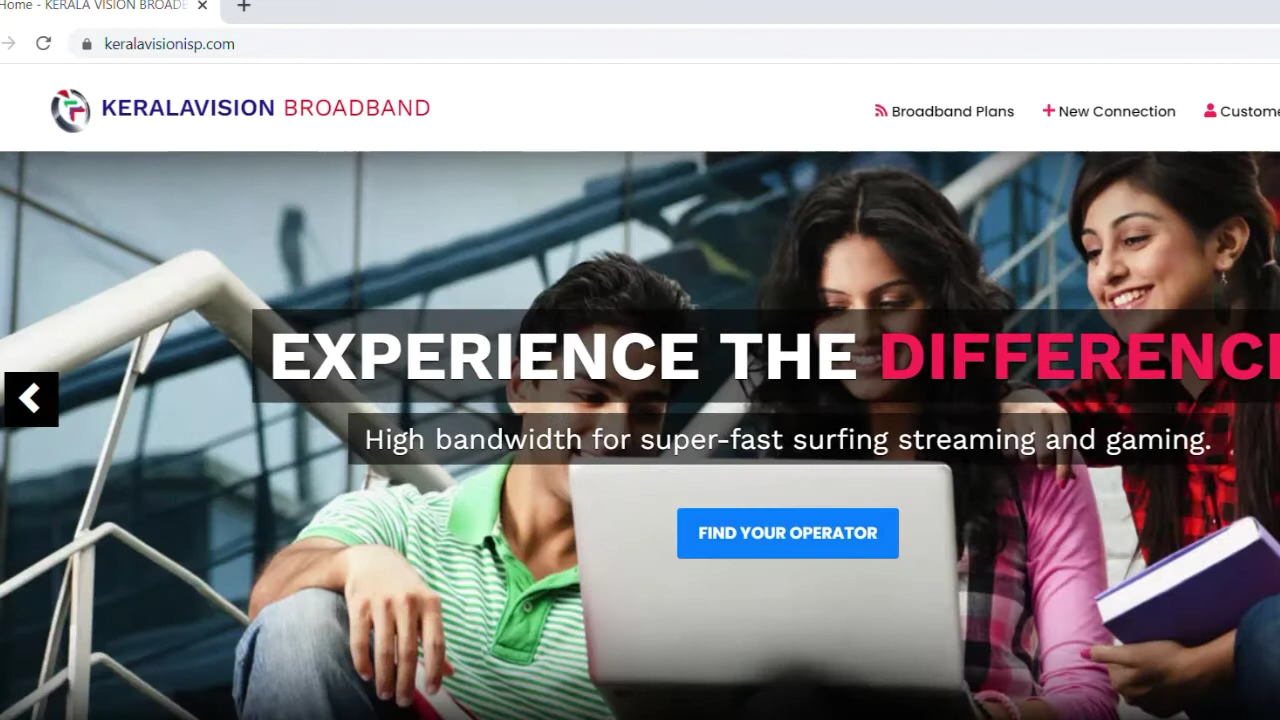 Home - KERALA VISION BROADB
keralavisionisp.com
KERALAVISION BROADBAND
Broadband Plans
New Connection
Custome
EXPERIENCE THE DIFFERENC
High bandwidth for super-fast surfing streaming and gaming.
FIND YOUR OPERATOR